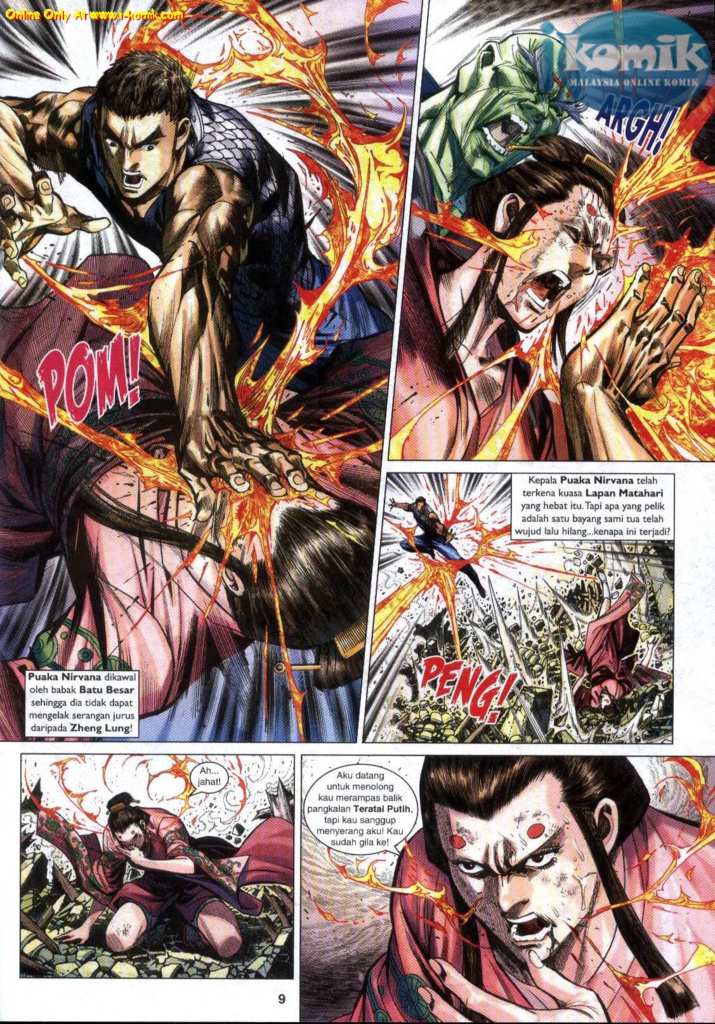 Online Only At www.i-komik.com
ikomik
MALAYSIA ONLINE KOMIK
ARGH!
POM!
Kepala Puaka Nirvana telah
terkena kuasa Lapan Matahari
yang hebat itu. Tapi apa yang pelik
adalah satu bayang sami tua telah
wujud lalu hilang...kenapa ini terjadi?
PENG!
Puaka Nirvana dikawal
oleh babak Batu Besar
sehingga dia tidak dapat
mengelak serangan jurus
daripada Zheng Lung!
Ah...
jahat!
Aku datang
untuk menolong
kau merampas balik
pangkalan Teratai Putih,
tapi kau sanggup
menyerang aku! Kau
sudah gila ke!
9